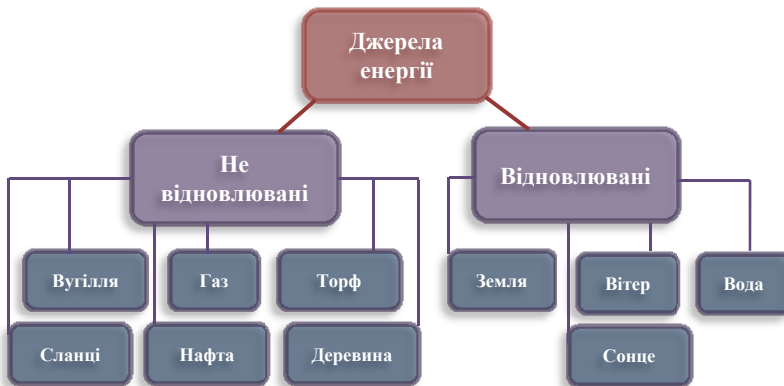 Джерела
енергії
Не
відновлювані
Відновлювані
Вугілля
Газ
Торф
Земля
Вітер
Вода
Сланці
Нафта
Деревина
Сонце